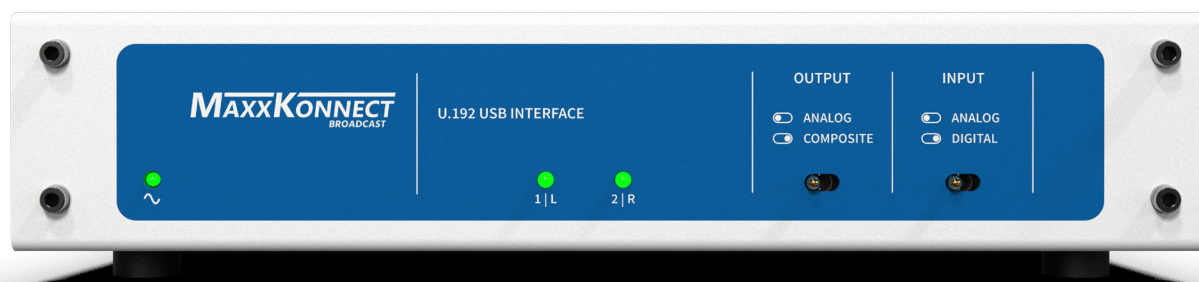 MAXXKONNECT
BROADCAST
U.192 USB INTERFACE
1 | L
2 | R
OUTPUT
ANALOG
COMPOSITE
INPUT
ANALOG
DIGITAL